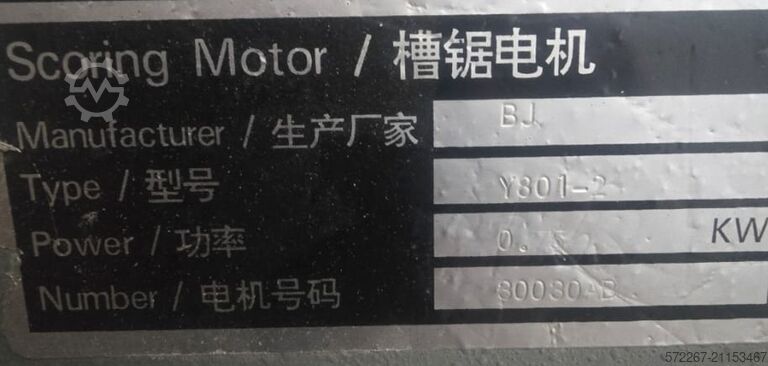 Scoring Motor / 槽锯电机
Manufacturer / 生产厂家 BJ
Type / 型号 Y801-2
Power / 功率 0. KW
Number / 电机号码
572267-21153467